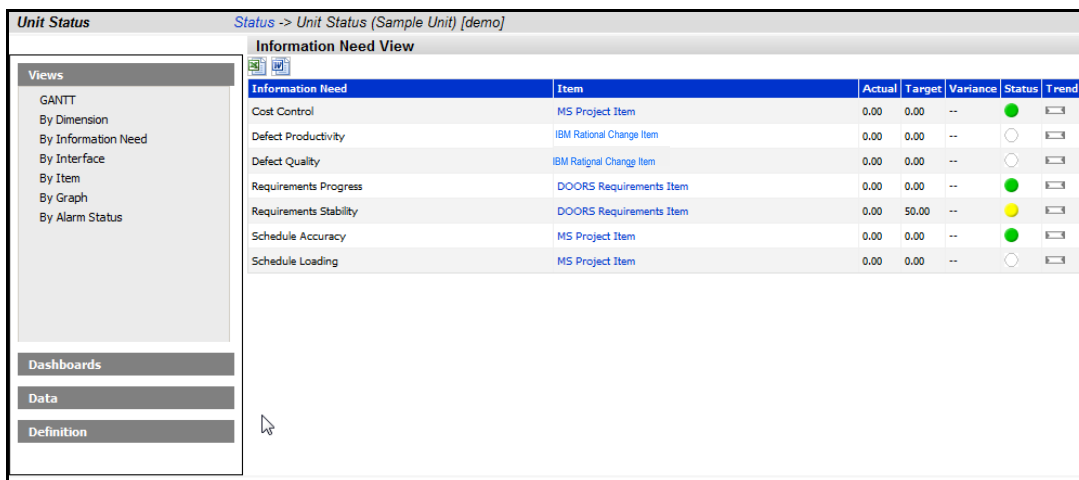 Unit Status Status -> Unit Status (Sample Unit) [demo]
Information Need View
Views
GANTT
By Dimension
By Information Need
By Interface
By Item
By Graph
By Alarm Status
Dashboards
Data
Definition
Information Need Item Actual Target Variance Status Trend
Cost Control MS Project Item 0.00 0.00 --
Defect Productivity IBM Rational Change Item 0.00 0.00 --
Defect Quality IBM Rational Change Item 0.00 0.00 --
Requirements Progress DOORS Requirements Item 0.00 0.00 --
Requirements Stability DOORS Requirements Item 0.00 50.00 --
Schedule Accuracy MS Project Item 0.00 0.00 --
Schedule Loading MS Project Item 0.00 0.00 --